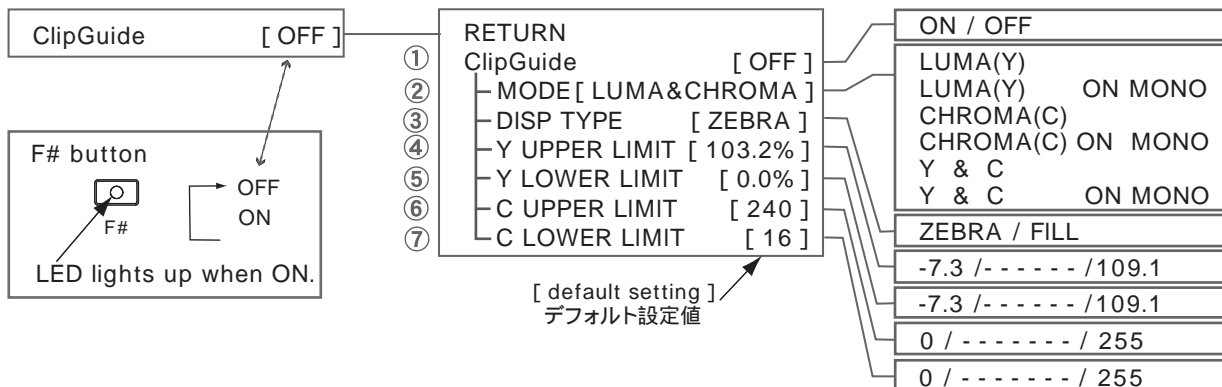 ClipGuide [ OFF ]
F# button
F#
OFF
ON
LED lights up when ON.
RETURN
① ClipGuide [ OFF ]
② MODE[ LUMA&CHROMA ]
③ DISP TYPE [ ZEBRA ]
④ Y UPPER LIMIT [ 103.2% ]
⑤ Y LOWER LIMIT [ 0.0% ]
⑥ C UPPER LIMIT [ 240 ]
⑦ C LOWER LIMIT [ 16 ]
[ default setting ]
デフォルト設定値
ON / OFF
LUMA(Y)
LUMA(Y) ON MONO
CHROMA(C)
CHROMA(C) ON MONO
Y & C
Y & C ON MONO
ZEBRA / FILL
-7.3 /- - - - - - /109.1
-7.3 /- - - - - - /109.1
0 / - - - - - - - / 255
0 / - - - - - - - / 255